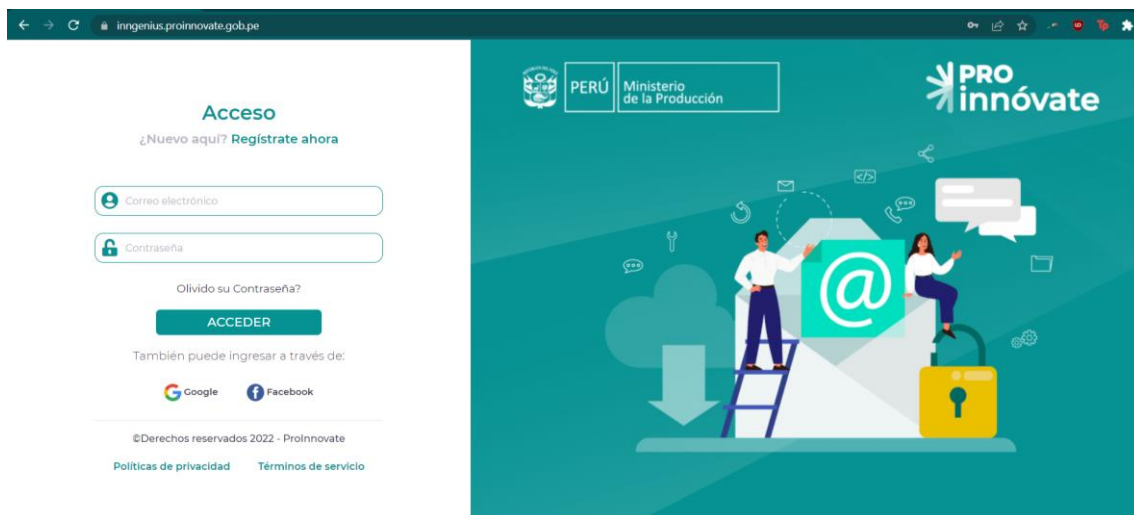 inngenius.proinnovate.gob.pe
Acceso
¿Nuevo aquí? Regístrate ahora
Correo electrónico
Contraseña
Olivido su Contraseña?
ACCEDER
También puede ingresar a través de:
Google Facebook
©Derechos reservados 2022 - ProInnovate
Políticas de privacidad Términos de servicio
PERÚ
Ministerio
de la Producción
PRO
innóvate
</>
@